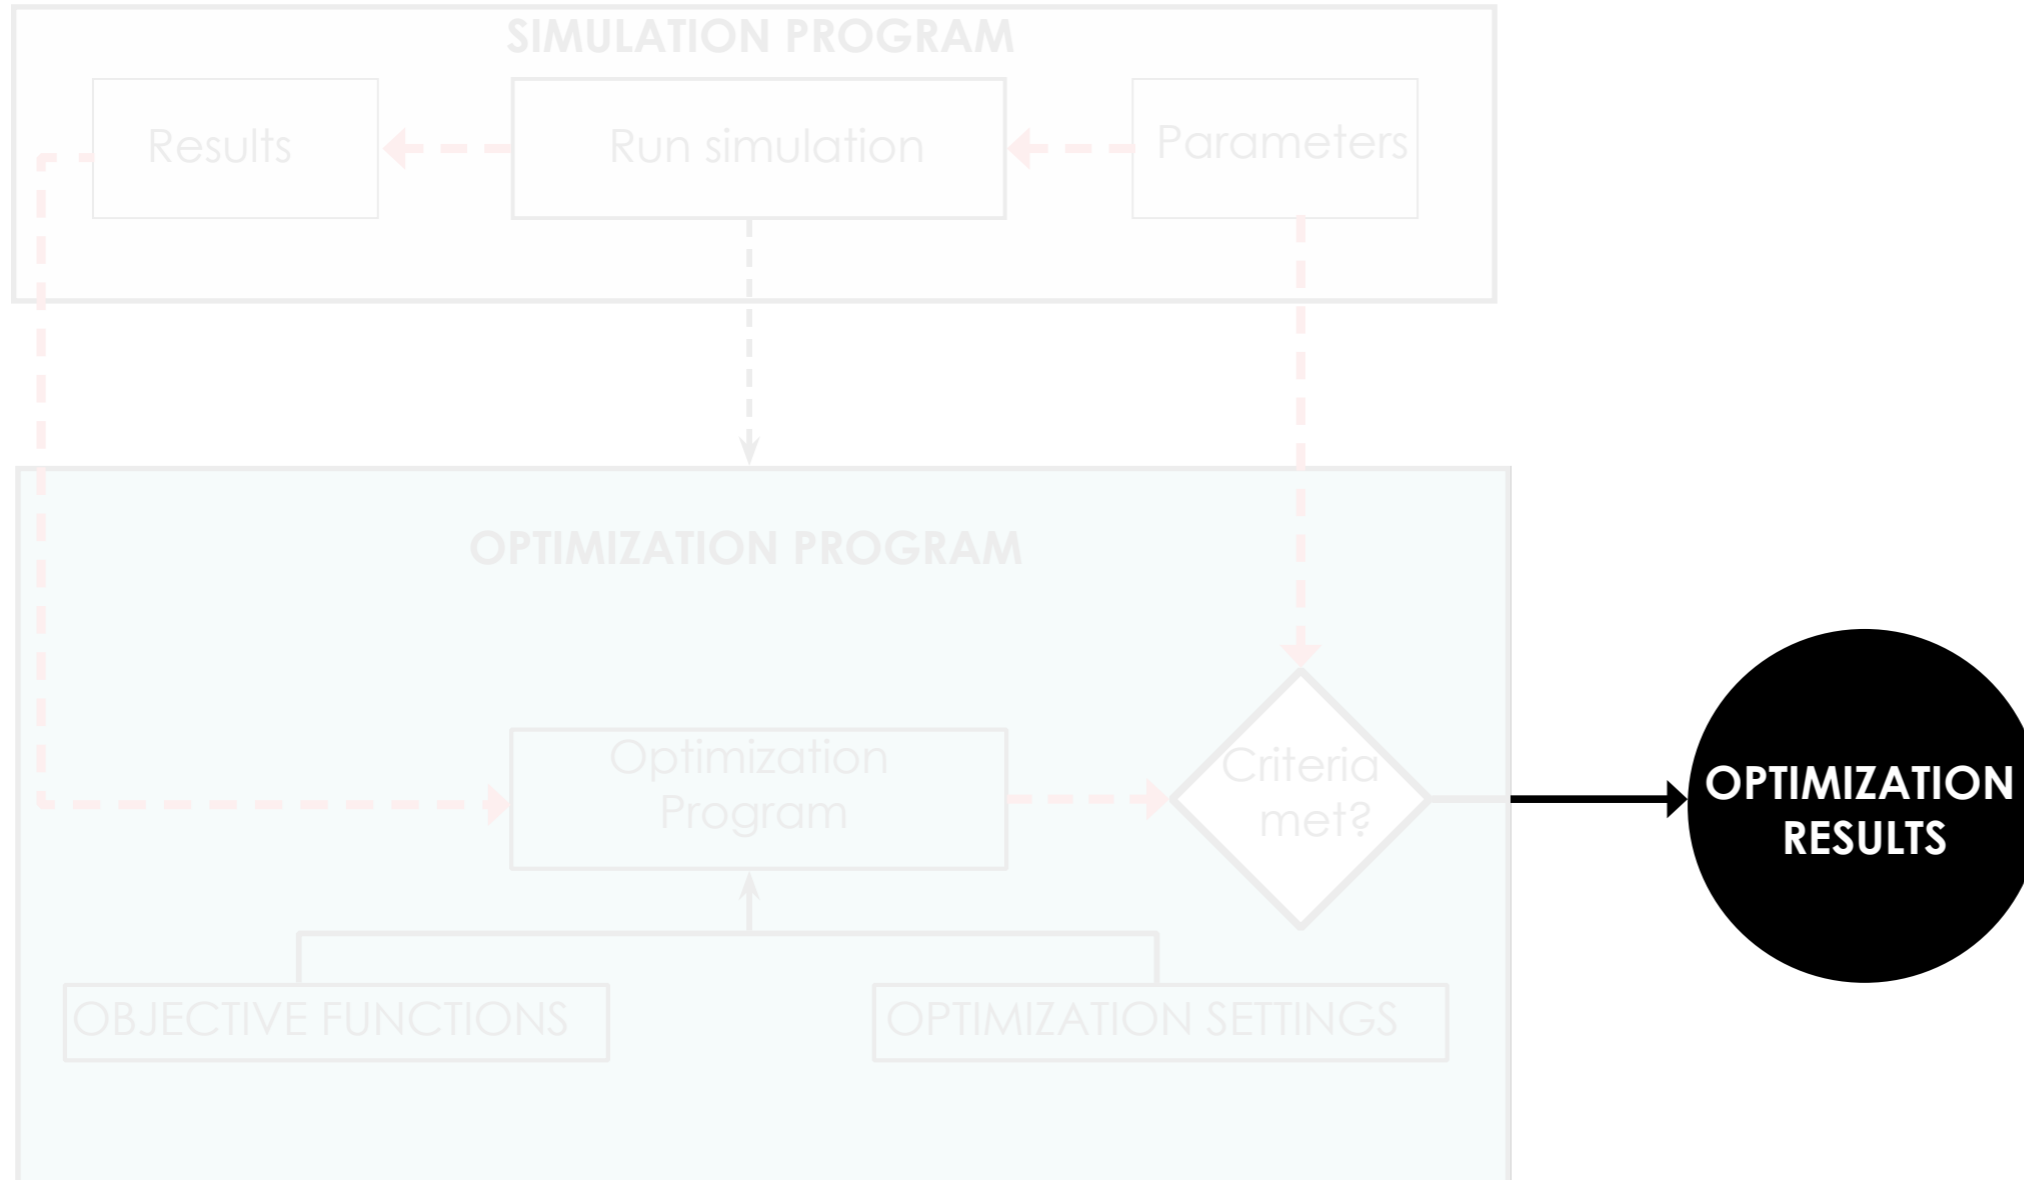 SIMULATION PROGRAM
Results
Run simulation
Parameters
OPTIMIZATION PROGRAM
Optimization
Program
Criteria
met?
OPTIMIZATION
RESULTS
OBJECTIVE FUNCTIONS
OPTIMIZATION SETTINGS